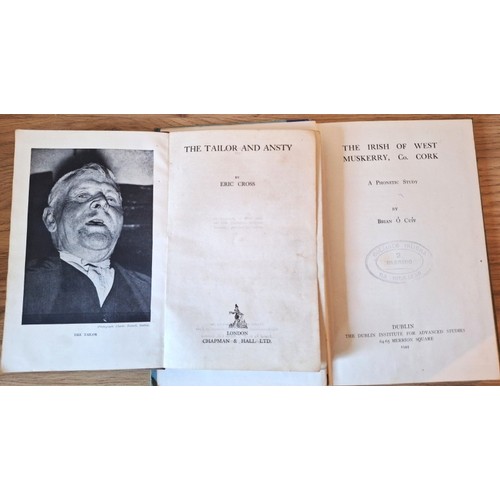 THE TAILOR
THE TAILOR AND ANSTY
BY
ERIC CROSS
LONDON
CHAPMAN & HALL LTD.
THE IRISH OF WEST
MUSKERRY, Co. CORK
A PHONETIC STUDY
BY
BRIAN Ó CUÍV
DUBLIN
THE DUBLIN INSTITUTE FOR ADVANCED STUDIES
64-65 MERRION SQUARE